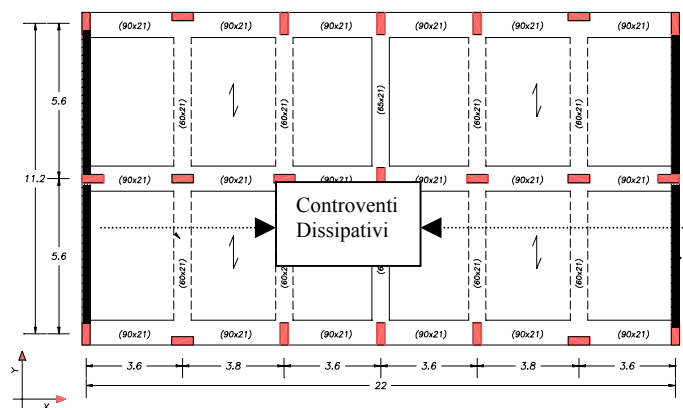 (90x21) (90x21) (90x21) (90x21) (90x21) (90x21)
5.6
(60x21) (60x21) (65x21) (60x21) (60x21)
11.2
(90x21) (90x21) (90x21) (90x21) (90x21) (90x21)
Controventi
Dissipativi
5.6
(60x21) (60x21) (60x21)
(90x21) (90x21) (90x21) (90x21) (90x21) (90x21)
3.6 3.8 3.6 3.6 3.8 3.6
Y
22
X